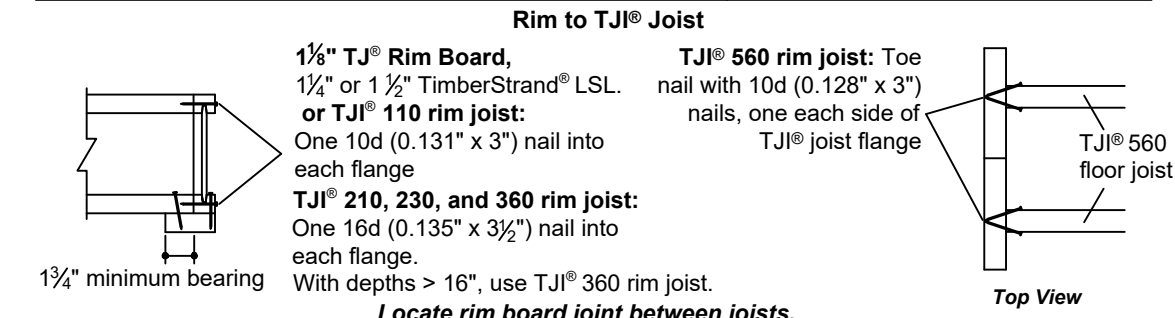 Rim to TJI® Joist
1⅛" TJ® Rim Board,
1¼" or 1 ½" TimberStrand® LSL.
or TJI® 110 rim joist:
One 10d (0.131" x 3") nail into
each flange
TJI® 210, 230, and 360 rim joist:
One 16d (0.135" x 3½") nail into
each flange.
With depths > 16", use TJI® 360 rim joist.
1¾" minimum bearing
TJI® 560 rim joist: Toe
nail with 10d (0.128" x 3")
nails, one each side of
TJI® joist flange
TJI® 560
floor joist
Top View
Locate rim board joint between joists.